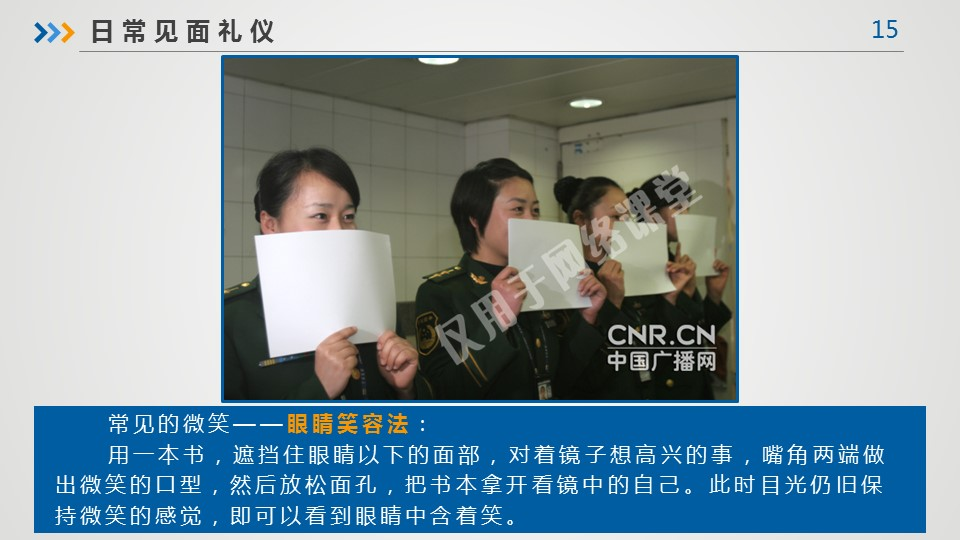 日常见面礼仪
15
仅用于网络课堂
CNR.CN
中国广播网
常见的微笑——眼睛笑容法：
用一本书，遮挡住眼睛以下的面部，对着镜子想高兴的事，嘴角两端做
出微笑的口型，然后放松面孔，把书本拿开看镜中的自己。此时目光仍旧保
持微笑的感觉，即可以看到眼睛中含着笑。